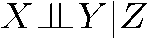 X ⫫ Y | Z